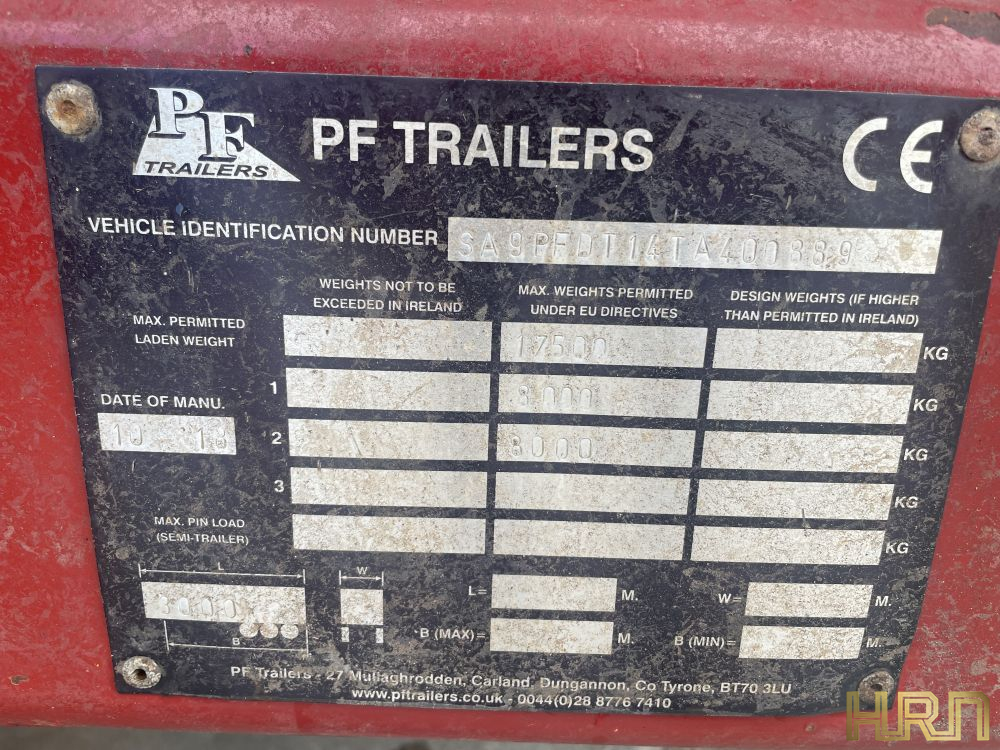 PF
TRAILERS
PF TRAILERS
CE
VEHICLE IDENTIFICATION NUMBER SA9PFDT14TA400889
WEIGHTS NOT TO BE EXCEEDED IN IRELAND
MAX. WEIGHTS PERMITTED UNDER EU DIRECTIVES
DESIGN WEIGHTS (IF HIGHER THAN PERMITTED IN IRELAND)
MAX. PERMITTED LADEN WEIGHT 17500 KG
1 8000 KG
DATE OF MANU.
10
2 8000 KG
3 KG
MAX. PIN LOAD (SEMI-TRAILER) KG
L
W
L= M.
W= M.
B
B (MAX)= M.
B (MIN)= M.
PF Trailers - 27 Mullaghrodden, Carland, Dungannon, Co Tyrone, BT70 3LU
www.pftrailers.co.uk - 0044(0)28 8776 7410
HRN